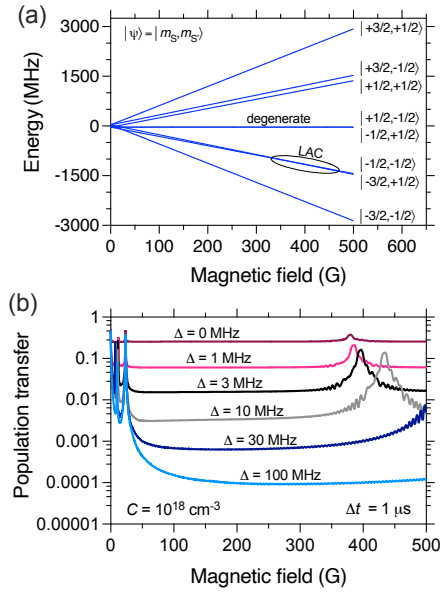 (a)
|ψ⟩=|mS,mS'⟩
3000
1500
0
-1500
-3000
Energy (MHz)
degenerate
LAC
|+3/2,+1/2⟩
|+3/2,-1/2⟩
|+1/2,+1/2⟩
|+1/2,-1/2⟩
|-1/2,+1/2⟩
|-1/2,-1/2⟩
|-3/2,+1/2⟩
|-3/2,-1/2⟩
0 100 200 300 400 500 600
Magnetic field (G)
(b)
1
0.1
0.01
0.001
0.0001
0.00001
Population transfer
Δ = 0 MHz
Δ = 1 MHz
Δ = 3 MHz
Δ = 10 MHz
Δ = 30 MHz
Δ = 100 MHz
C = 10¹⁸ cm⁻³
Δt = 1 μs
0 100 200 300 400 500
Magnetic field (G)